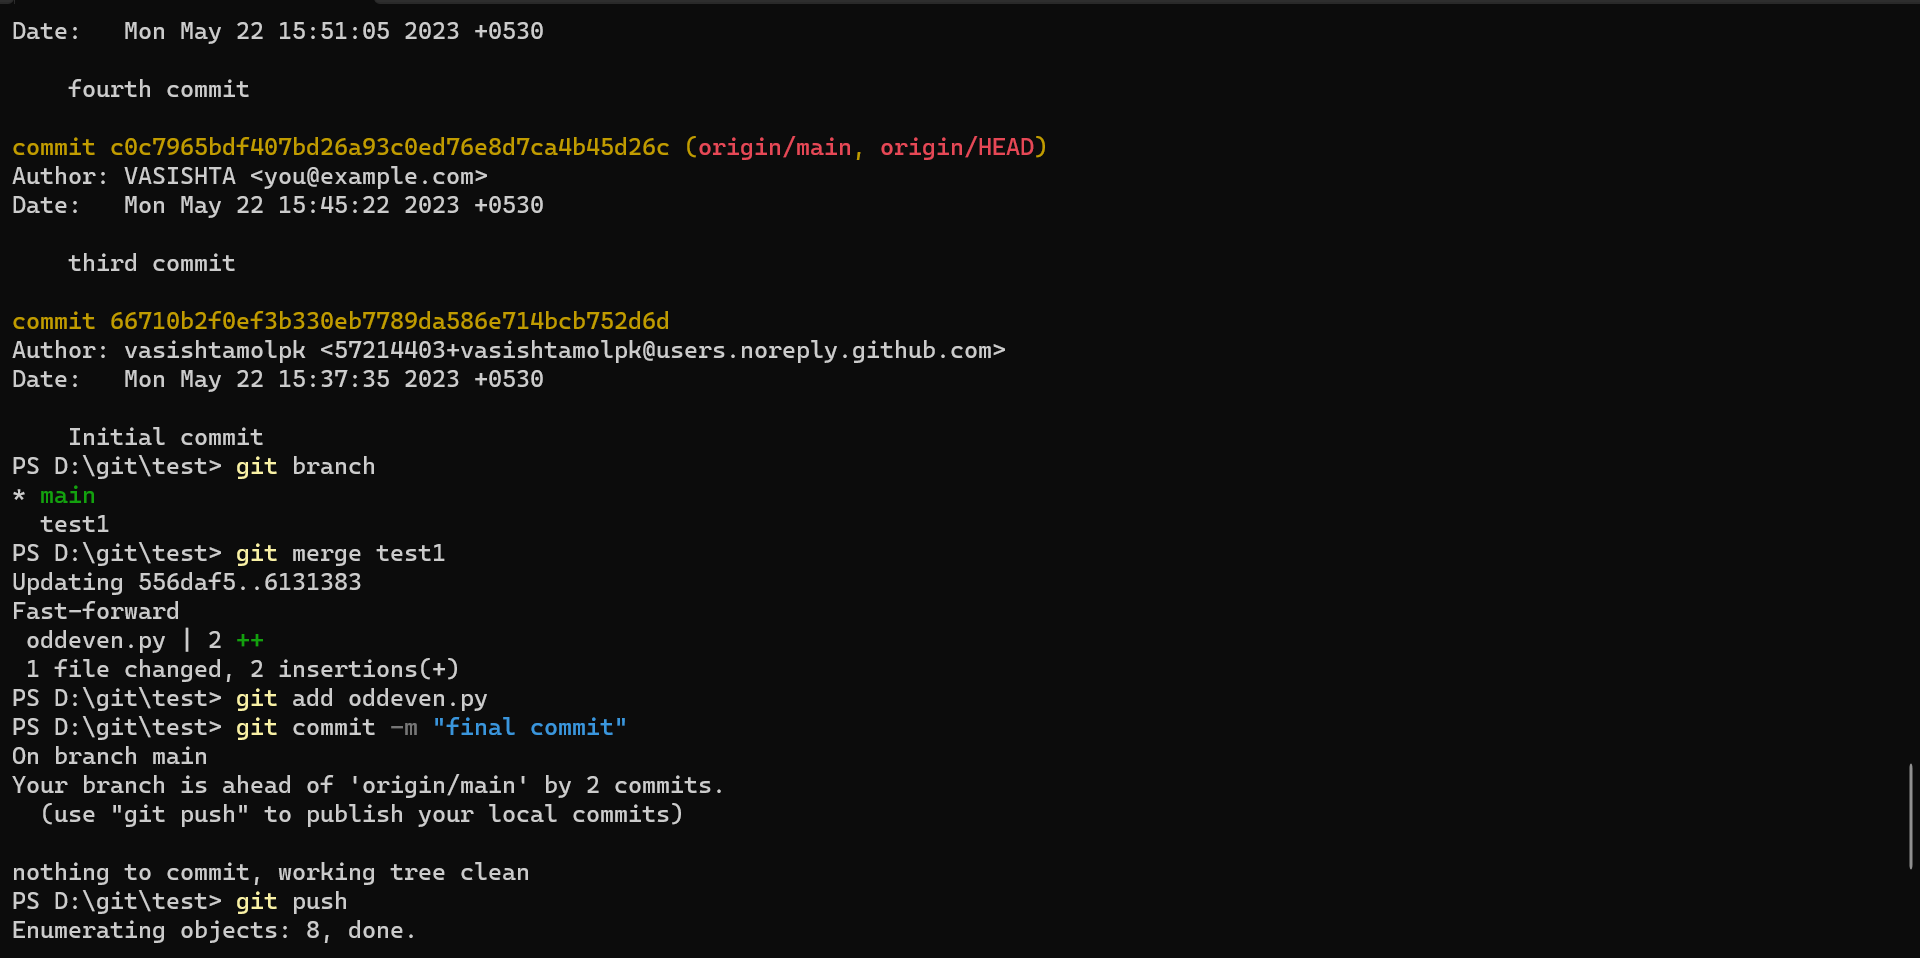 Date:   Mon May 22 15:51:05 2023 +0530

    fourth commit

commit c0c7965bdf407bd26a93c0ed76e8d7ca4b45d26c (origin/main, origin/HEAD)
Author: VASISHTA <you@example.com>
Date:   Mon May 22 15:45:22 2023 +0530

    third commit

commit 66710b2f0ef3b330eb7789da586e714bcb752d6d
Author: vasishtamolpk <57214403+vasishtamolpk@users.noreply.github.com>
Date:   Mon May 22 15:37:35 2023 +0530

    Initial commit
PS D:\git\test> git branch
* main
  test1
PS D:\git\test> git merge test1
Updating 556daf5..6131383
Fast-forward
 oddeven.py | 2 ++
 1 file changed, 2 insertions(+)
PS D:\git\test> git add oddeven.py
PS D:\git\test> git commit -m "final commit"
On branch main
Your branch is ahead of 'origin/main' by 2 commits.
  (use "git push" to publish your local commits)

nothing to commit, working tree clean
PS D:\git\test> git push
Enumerating objects: 8, done.